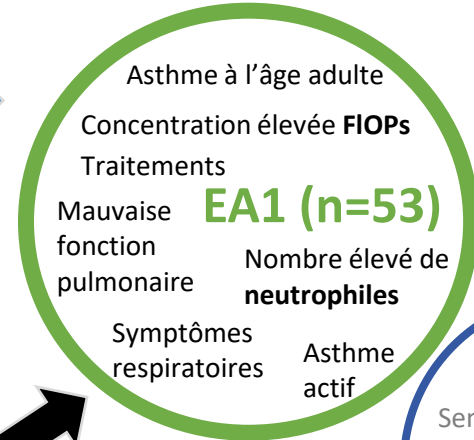 Asthme à l'âge adulte
Concentration élevée FlOPs
Traitements
EA1 (n=53)
Mauvaise
fonction
pulmonaire
Nombre élevé de
neutrophiles
Symptômes
respiratoires
Asthme
actif